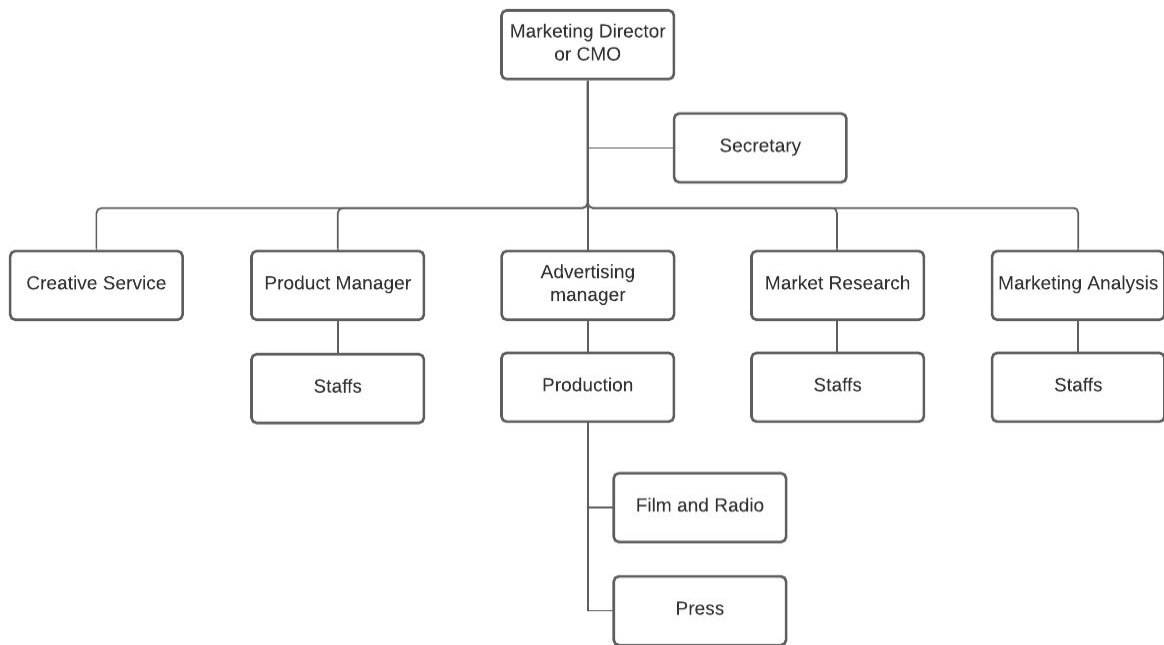 Marketing Director
or CMO
Secretary
Creative Service
Product Manager
Advertising
manager
Market Research
Marketing Analysis
Staffs
Production
Staffs
Staffs
Film and Radio
Press